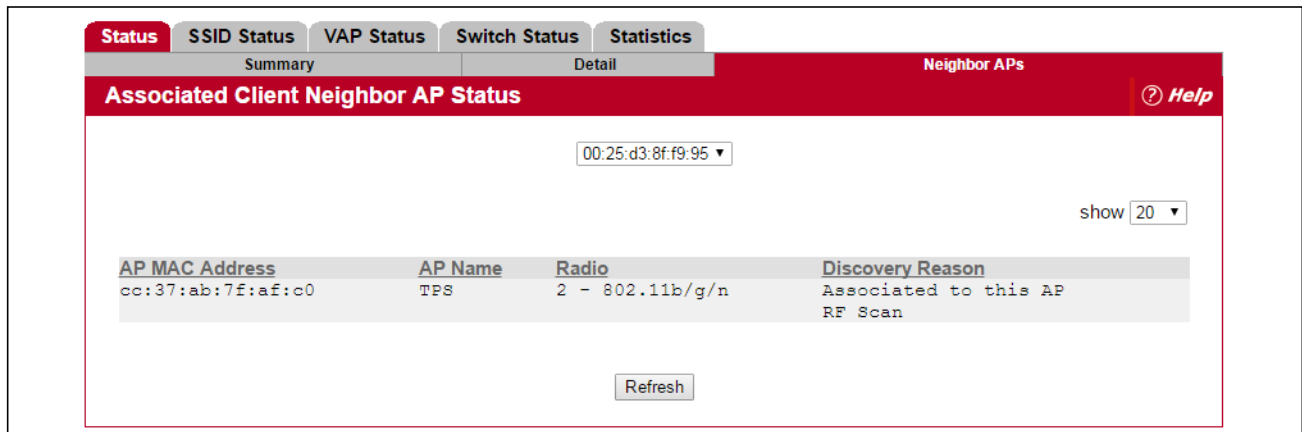 Status SSID Status VAP Status Switch Status Statistics
Summary Detail Neighbor APs
Associated Client Neighbor AP Status ? Help
00:25:d3:8f:f9:95 ▼
show 20 ▼
AP MAC Address AP Name Radio Discovery Reason
cc:37:ab:7f:af:c0 TPS 2 - 802.11b/g/n Associated to this AP
RF Scan
Refresh